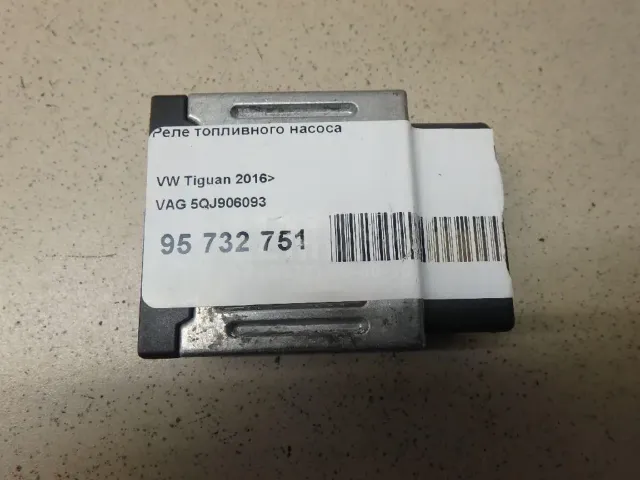 Реле топливного насоса
VW Tiguan 2016>
VAG 5QJ906093
95 732 751